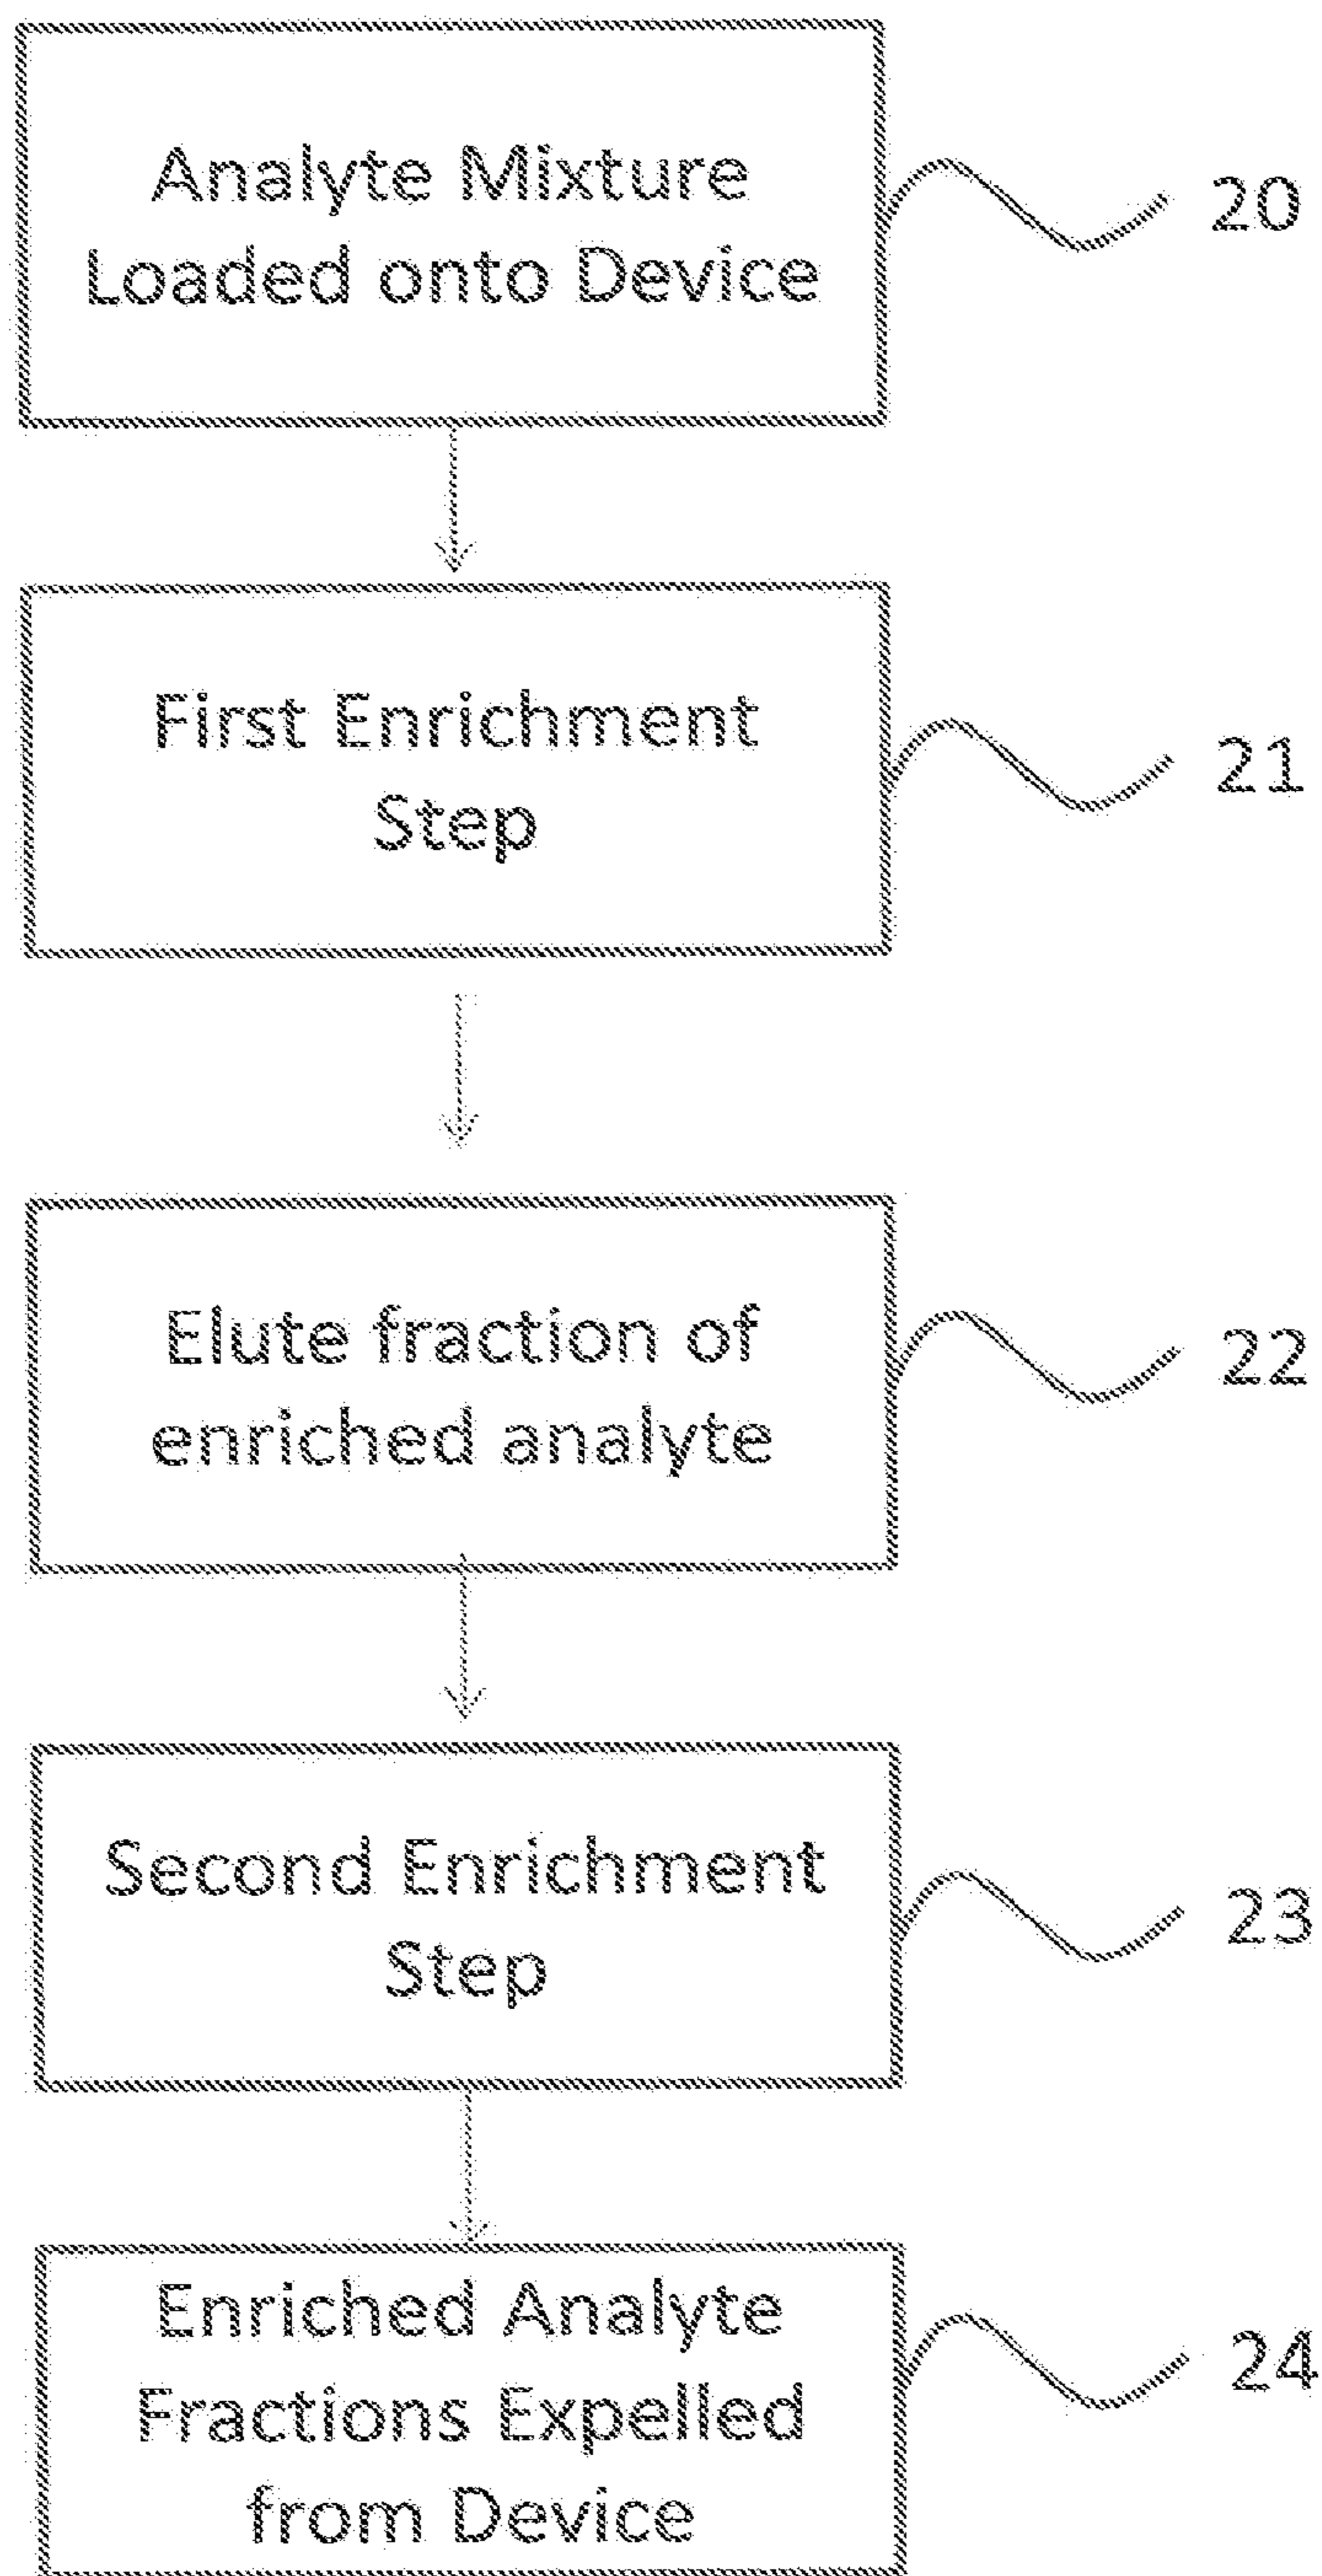 Analyte Mixture
Loaded onto Device
20
First Enrichment
Step
21
Elute fraction of
enriched analyte
22
Second Enrichment
Step
23
Enriched Analyte
Fractions Expelled
from Device
24